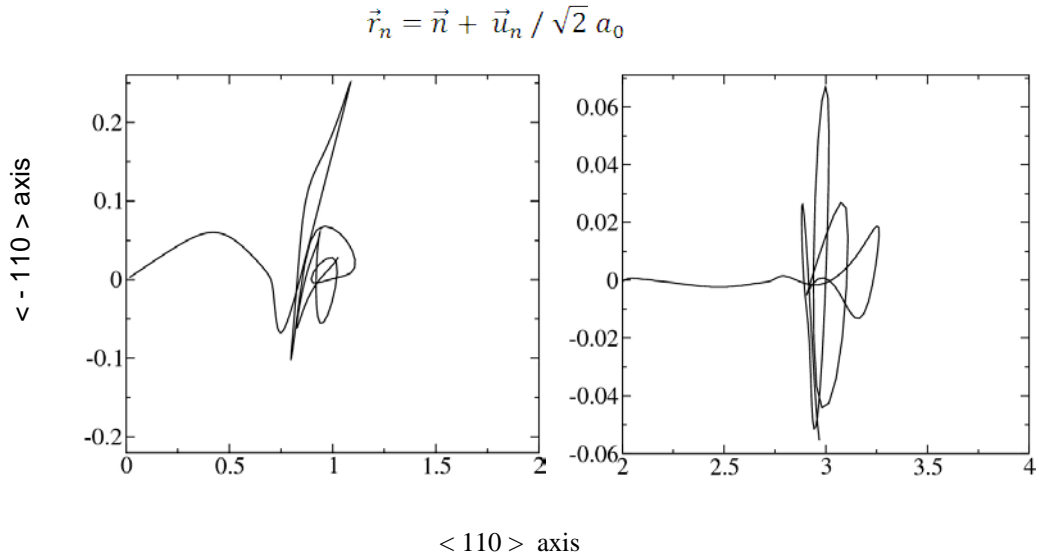 r⃗ₙ = n⃗ + u⃗ₙ / √2 a₀
< - 110 > axis
0.2
0.1
0
-0.1
-0.2
0 0.5 1 1.5 2
0.06
0.04
0.02
0
-0.02
-0.04
-0.06
2 2.5 3 3.5 4
< 110 > axis